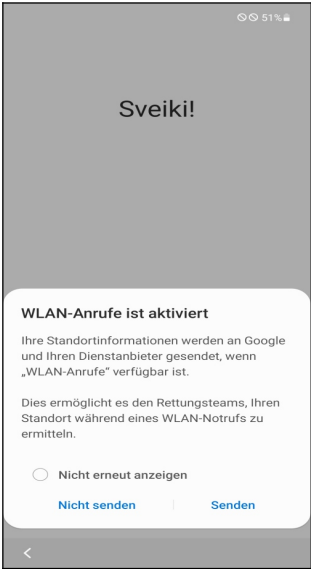 51%
Sveiki!
WLAN-Anrufe ist aktiviert
Ihre Standortinformationen werden an Google
und Ihren Dienstanbieter gesendet, wenn
„WLAN-Anrufe" verfügbar ist.
Dies ermöglicht es den Rettungsteams, Ihren
Standort während eines WLAN-Notrufs zu
ermitteln.
Nicht erneut anzeigen
Nicht senden
Senden